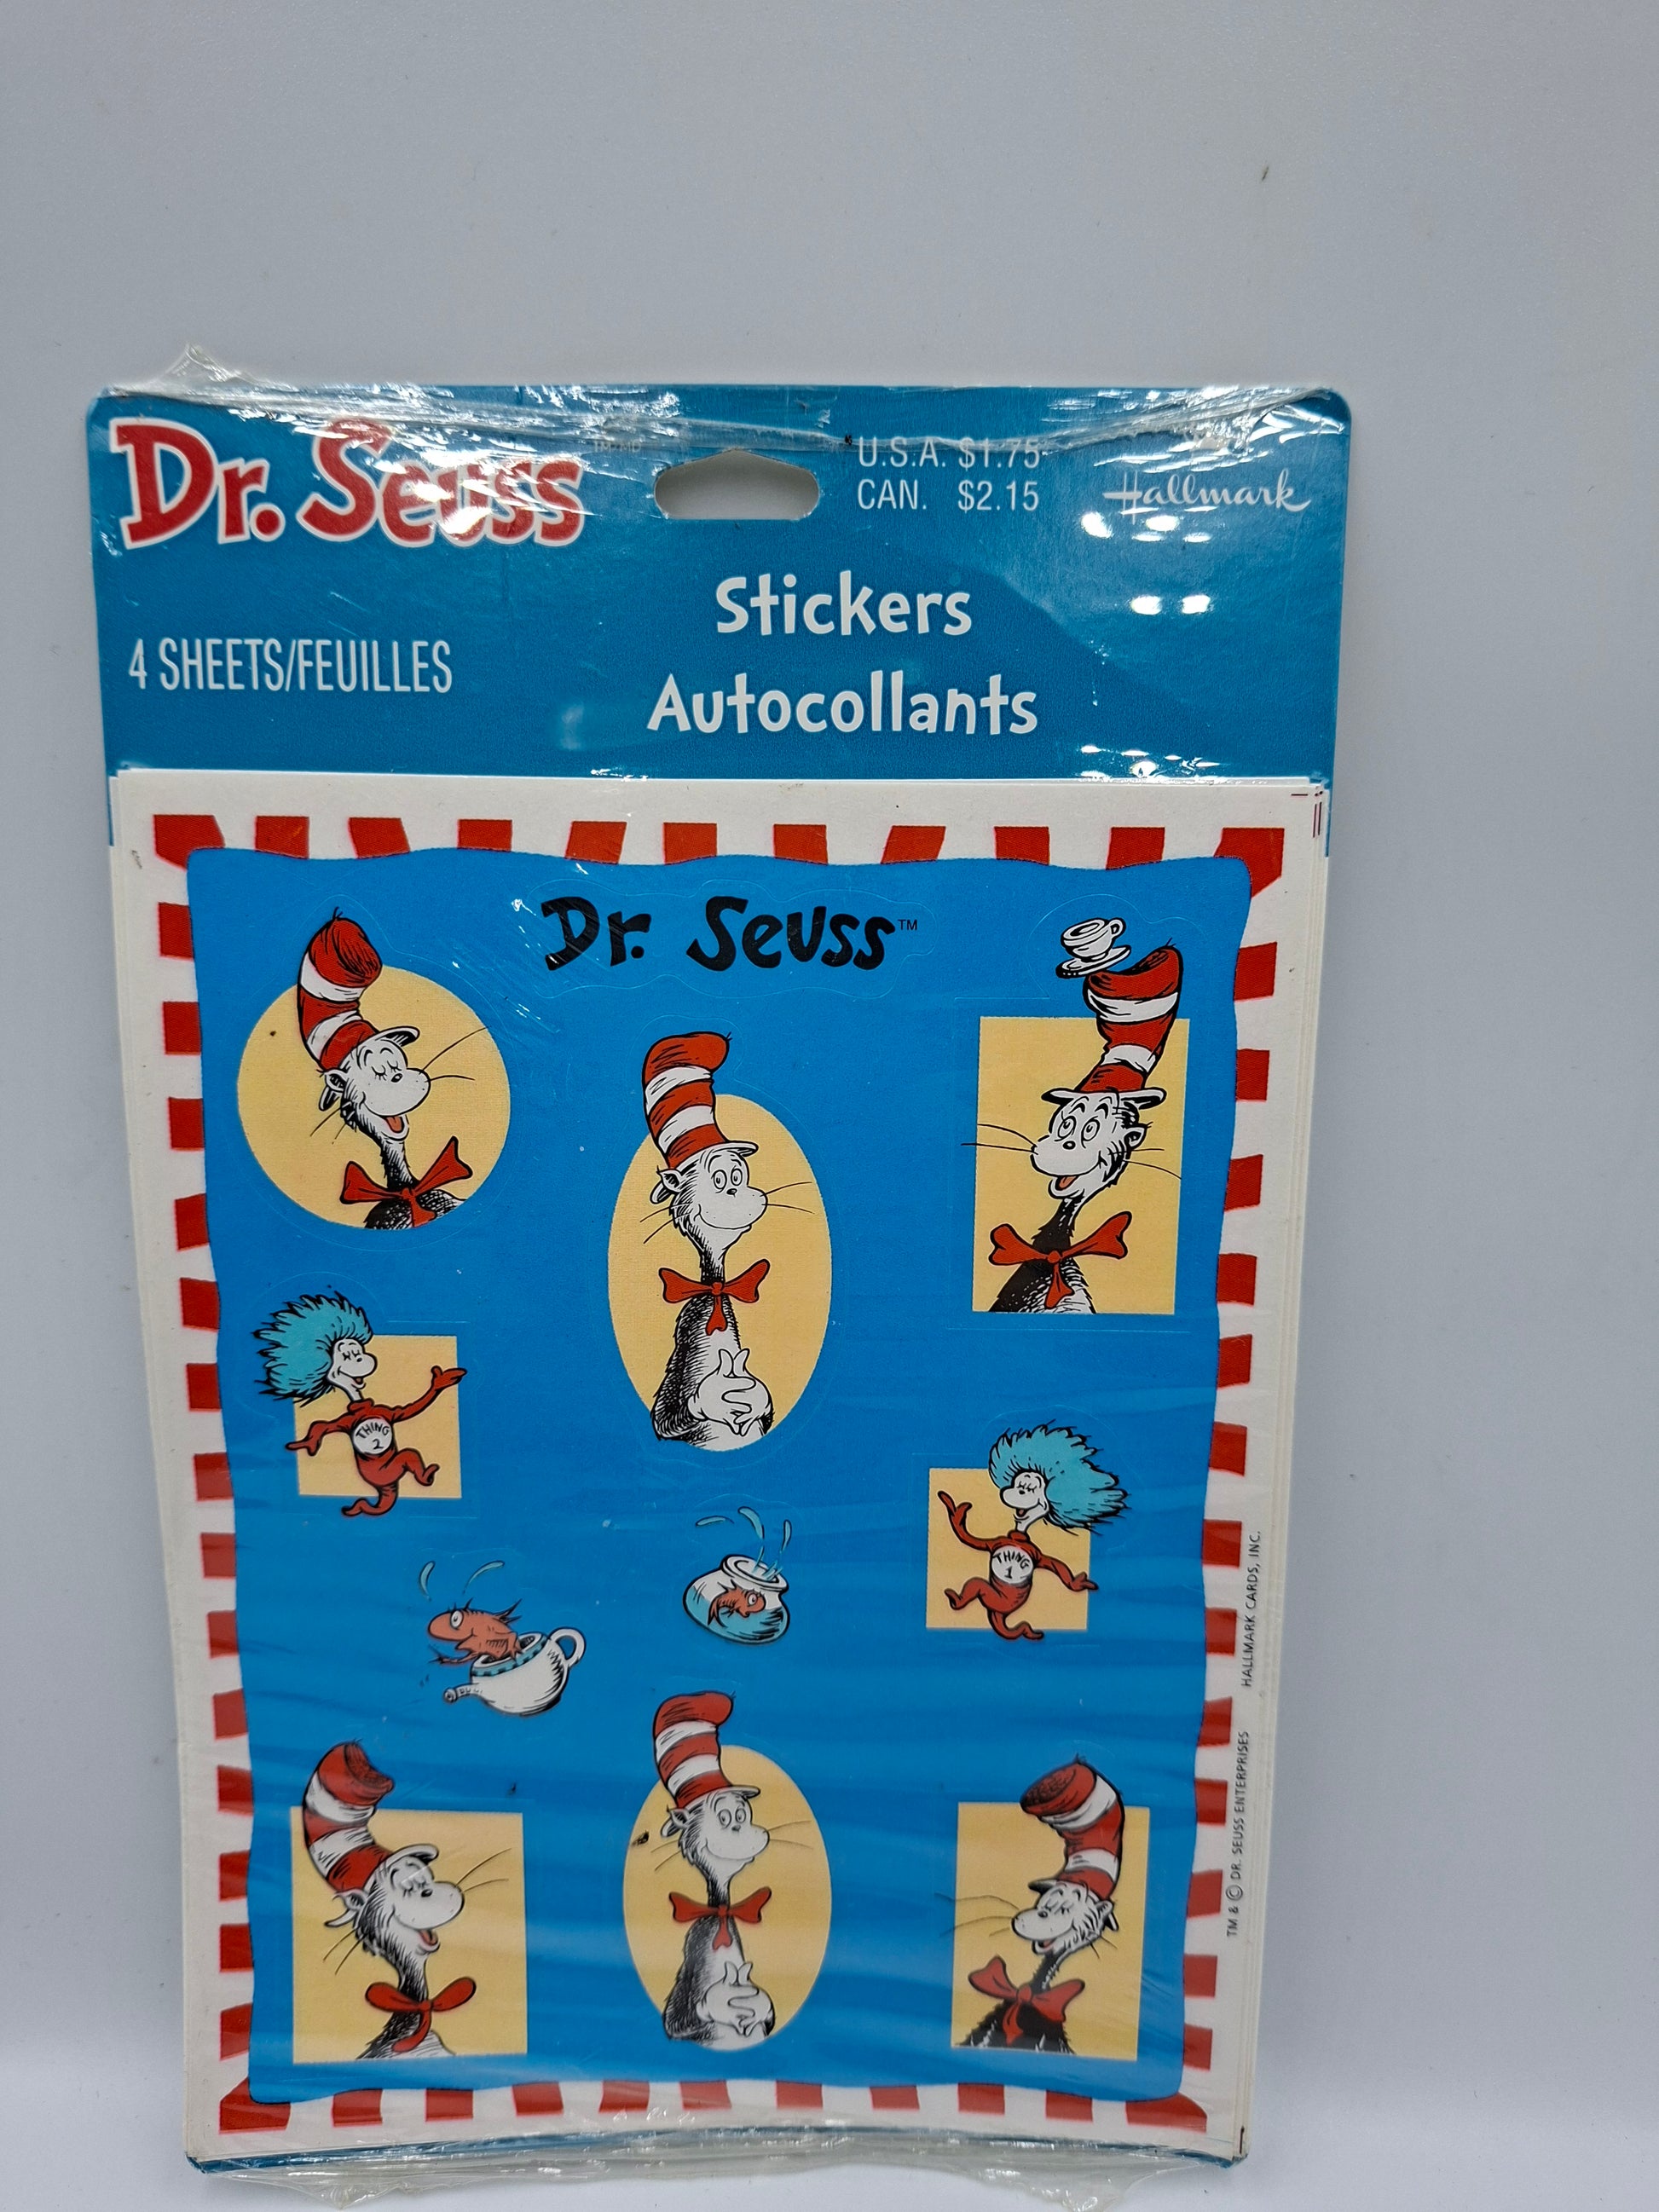 Dr. Seuss
U.S.A. $1.75
CAN. $2.15
Hallmark
4 SHEETS/FEUILLES
Stickers
Autocollants
Dr. Seuss™
THING
2
THING
1
TM & © DR. SEUSS ENTERPRISES HALLMARK CARDS, INC.